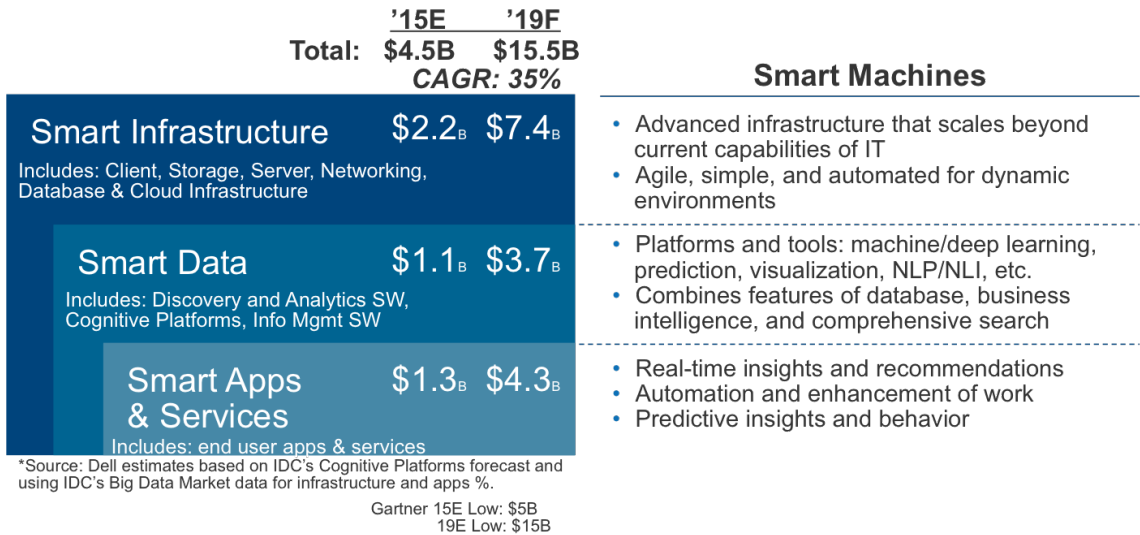 ’15E ’19F
Total: $4.5B $15.5B
CAGR: 35%
Smart Infrastructure $2.2B $7.4B
Includes: Client, Storage, Server, Networking,
Database & Cloud Infrastructure
Smart Data $1.1B $3.7B
Includes: Discovery and Analytics SW,
Cognitive Platforms, Info Mgmt SW
Smart Apps $1.3B $4.3B
& Services
Includes: end user apps & services
*Source: Dell estimates based on IDC’s Cognitive Platforms forecast and
using IDC’s Big Data Market data for infrastructure and apps %.
Gartner 15E Low: $5B
19E Low: $15B
Smart Machines
• Advanced infrastructure that scales beyond
current capabilities of IT
• Agile, simple, and automated for dynamic
environments
• Platforms and tools: machine/deep learning,
prediction, visualization, NLP/NLI, etc.
• Combines features of database, business
intelligence, and comprehensive search
• Real-time insights and recommendations
• Automation and enhancement of work
• Predictive insights and behavior